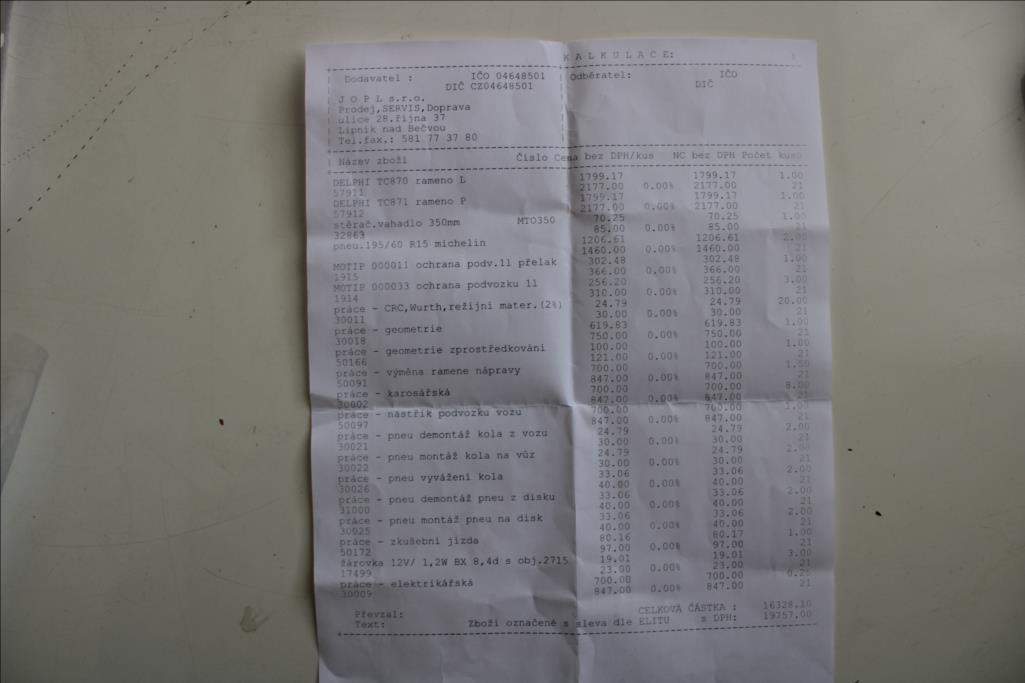 K A L K U L A C E:
Dodavatel : IČO 04648501 Odběratel: IČO
DIČ CZ04648501 DIČ
J O P L s.r.o.
Prodej,SERVIS,Doprava
ulice 28.října 37
Lipník nad Bečvou
Tel.fax.: 581 77 37 80
Název zboží Číslo Cena bez DPH/kus NC bez DPH Počet kusů
DELPHI TC870 rameno L 1799.17 1799.17 1.00
57911 2177.00 0.00% 2177.00 21
DELPHI TC871 rameno P 1799.17 1799.17 1.00
57912 2177.00 0.00% 2177.00 21
stěrač.vahadlo 350mm MTO350 70.25 70.25 1.00
32863 85.00 0.00% 85.00 21
pneu.195/60 R15 michelin 1206.61 1206.61 2.00
1460.00 0.00% 1460.00 21
MOTIP 000011 ochrana podv.1l přelak 302.48 302.48 1.00
1915 366.00 0.00% 366.00 21
MOTIP 000033 ochrana podvozku 1l 256.20 256.20 3.00
1914 310.00 0.00% 310.00 21
práce - CRC,Wurth,režijní mater.(2%) 24.79 24.79 20.00
30011 30.00 0.00% 30.00 21
práce - geometrie 619.83 619.83 1.00
30018 750.00 0.00% 750.00 21
práce - geometrie zprostředkování 100.00 100.00 1.00
50166 121.00 0.00% 121.00 21
práce - výměna ramene nápravy 700.00 700.00
50091 847.00 0.00% 847.00 21
práce - karosářská 700.00 700.00 8.00
30002 847.00 0.00% 847.00 21
práce - nástřik podvozku vozu 700.00 700.00
50097 847.00 0.00% 847.00 21
práce - pneu demontáž kola z vozu 24.79 24.79 2.00
30021 30.00 0.00% 30.00 21
práce - pneu montáž kola na vůz 24.79 24.79 2.00
30022 30.00 0.00% 30.00 21
práce - pneu vyvážení kola 33.06 33.06 2.00
30026 40.00 0.00% 40.00 21
práce - pneu demontáž pneu z disku 33.06 33.06 2.00
31000 40.00 0.00% 40.00 21
práce - pneu montáž pneu na disk 33.06 33.06 2.00
30025 40.00 0.00% 40.00 21
práce - zkušební jízda 80.16 80.17 1.00
50172 97.00 0.00% 97.00 21
žárovka 12V/ 1,2W BX 8,4d s obj.2715 19.01 19.01 3.00
17499 23.00 0.00% 23.00 21
práce - elektrikářská 700.00 700.00 0.25
30009 847.00 0.00% 847.00 21
Převzal: CELKOVÁ ČÁSTKA : 16328.10
Text: Zboží označené s sleva dle ELITU s DPH: 19757.00